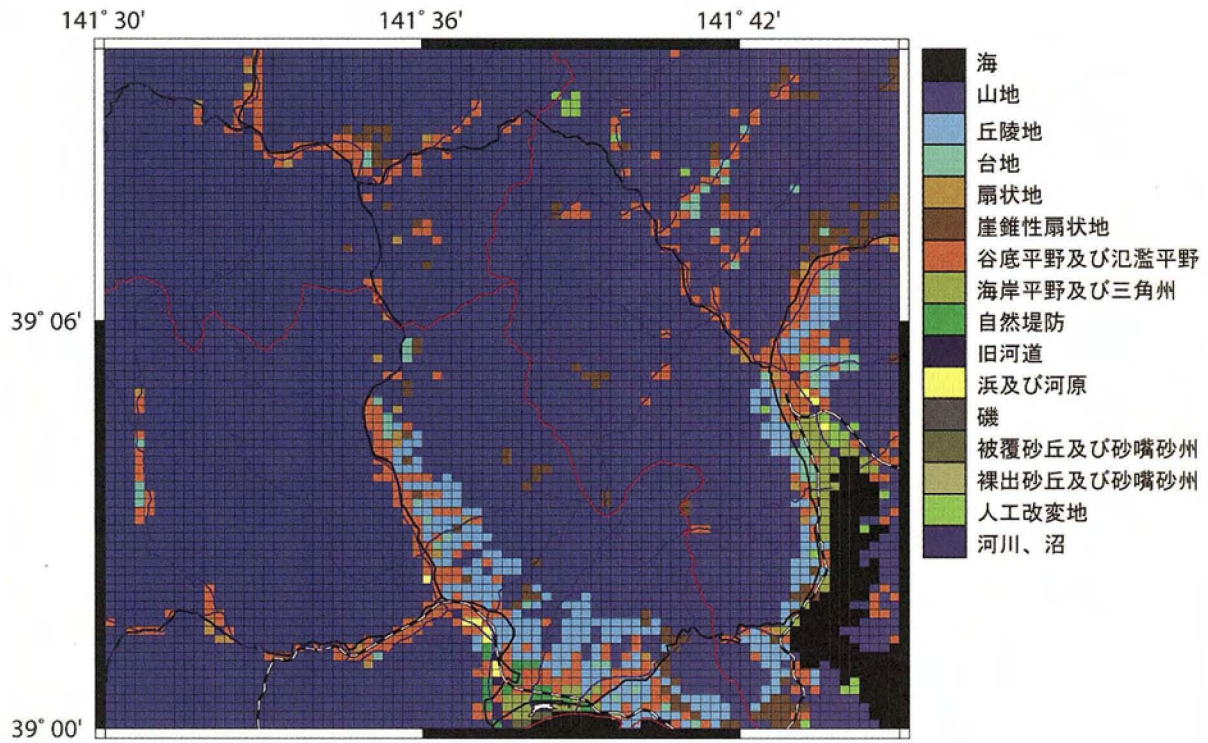 141° 30'
141° 36'
141° 42'
39° 06'
39° 00'
海
山地
丘陵地
台地
扇状地
崖錐性扇状地
谷底平野及び氾濫平野
海岸平野及び三角州
自然堤防
旧河道
浜及び河原
磯
被覆砂丘及び砂嘴砂州
裸出砂丘及び砂嘴砂州
人工改変地
河川、沼